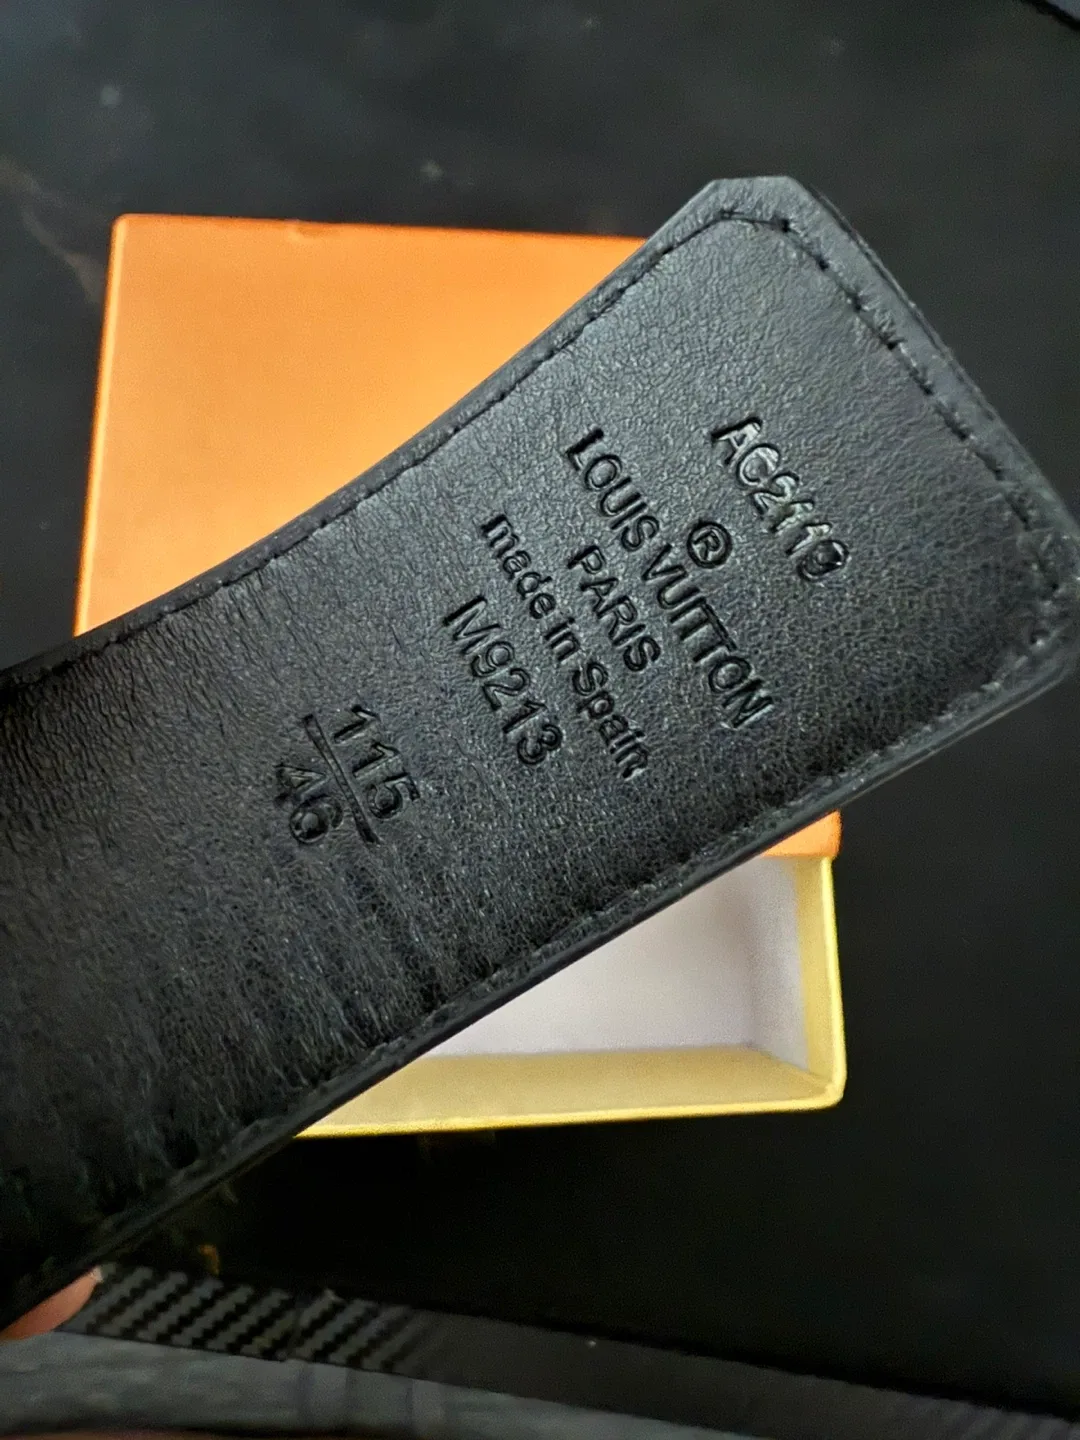 AC2119
®
LOUIS VUITTON
PARIS
made in Spain
M9213
115
46